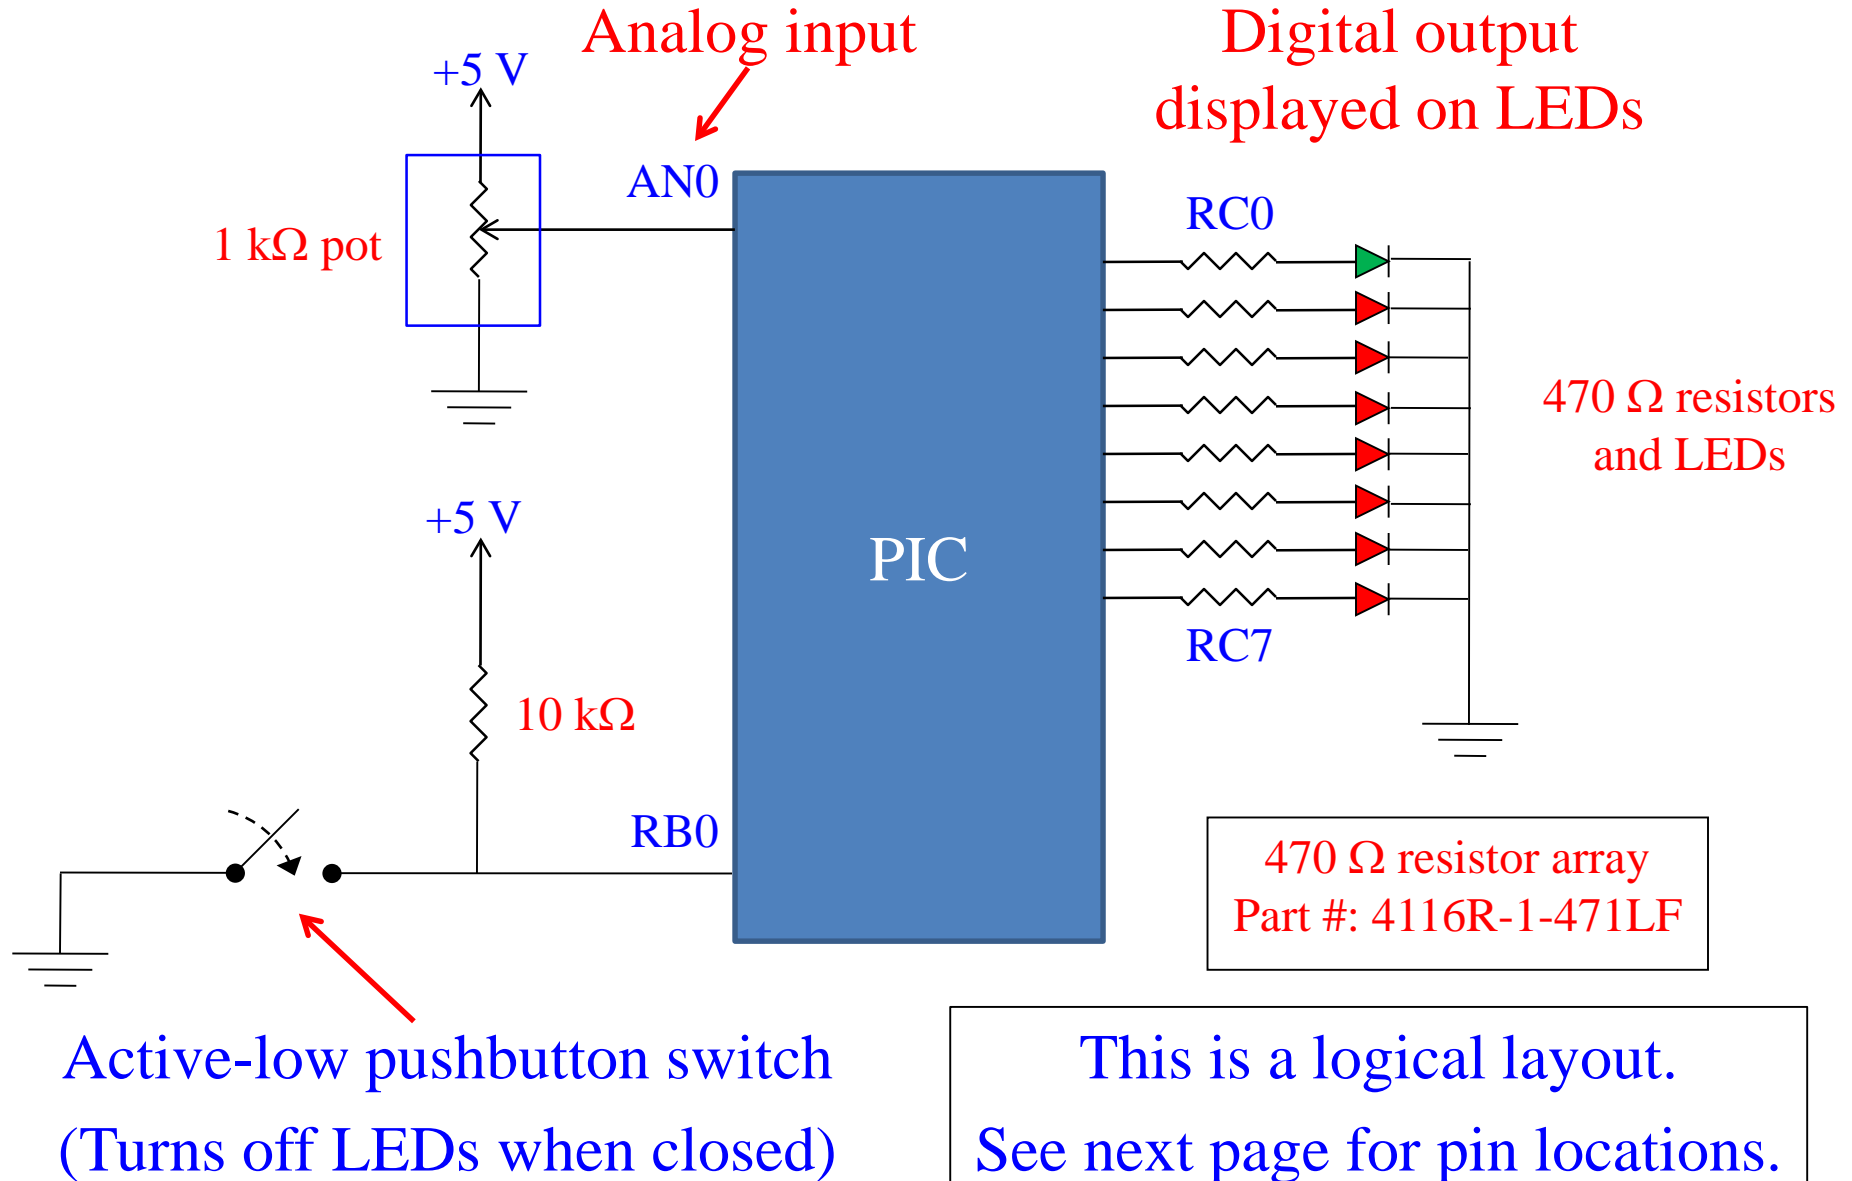 Analog input
Digital output
displayed on LEDs
+5 V
AN0
1 kΩ pot
RC0
470 Ω resistors
and LEDs
+5 V
PIC
RC7
10 kΩ
RB0
470 Ω resistor array
Part #: 4116R-1-471LF
Active-low pushbutton switch
(Turns off LEDs when closed)
This is a logical layout.
See next page for pin locations.